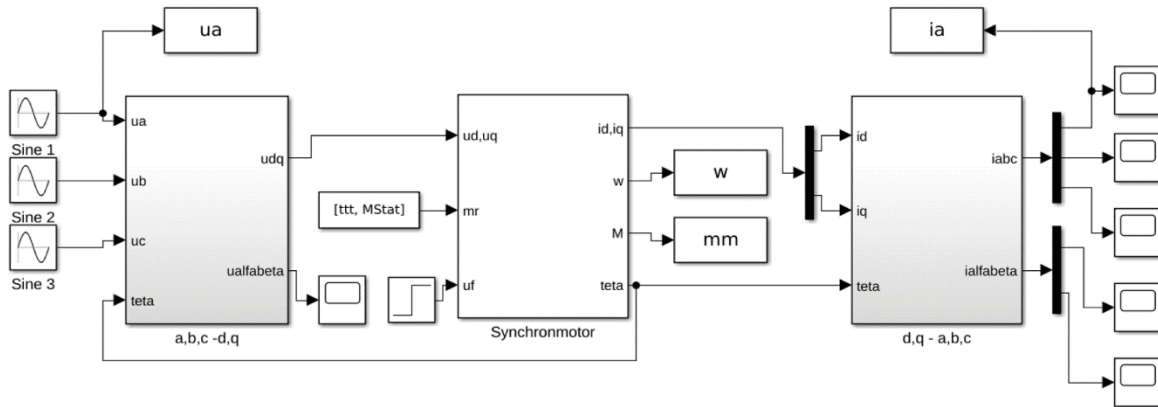 ua
ia
Sine 1
Sine 2
Sine 3
ua
ub
uc
teta
udq
ualfabeta
a,b,c -d,q
[ttt, MStat]
ud,uq
mr
uf
id,iq
w
M
teta
Synchronmotor
w
mm
id
iq
teta
iabc
ialfabeta
d,q - a,b,c